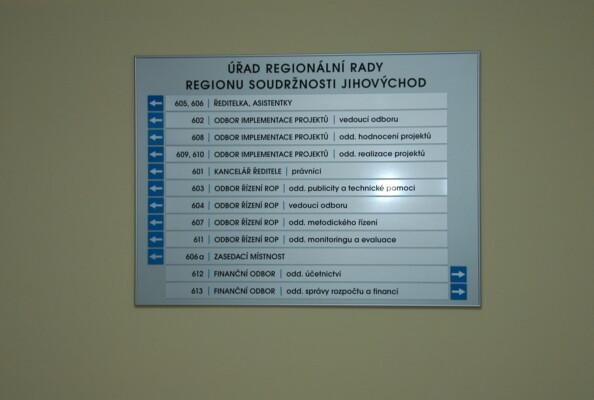 ÚŘAD REGIONÁLNÍ RADY
REGIONU SOUDRŽNOSTI JIHOVÝCHOD
605, 606 | ŘEDITELKA, ASISTENTKY
602 | ODBOR IMPLEMENTACE PROJEKTŮ | vedoucí odboru
608 | ODBOR IMPLEMENTACE PROJEKTŮ | odd. hodnocení projektů
609, 610 | ODBOR IMPLEMENTACE PROJEKTŮ | odd. realizace projektů
601 | KANCELÁŘ ŘEDITELE | právníci
603 | ODBOR ŘÍZENÍ ROP | odd. publicity a technické pomoci
604 | ODBOR ŘÍZENÍ ROP | vedoucí odboru
607 | ODBOR ŘÍZENÍ ROP | odd. metodického řízení
611 | ODBOR ŘÍZENÍ ROP | odd. monitoringu a evaluace
606a | ZASEDACÍ MÍSTNOST
612 | FINANČNÍ ODBOR | odd. účetnictví
613 | FINANČNÍ ODBOR | odd. správy rozpočtu a financí